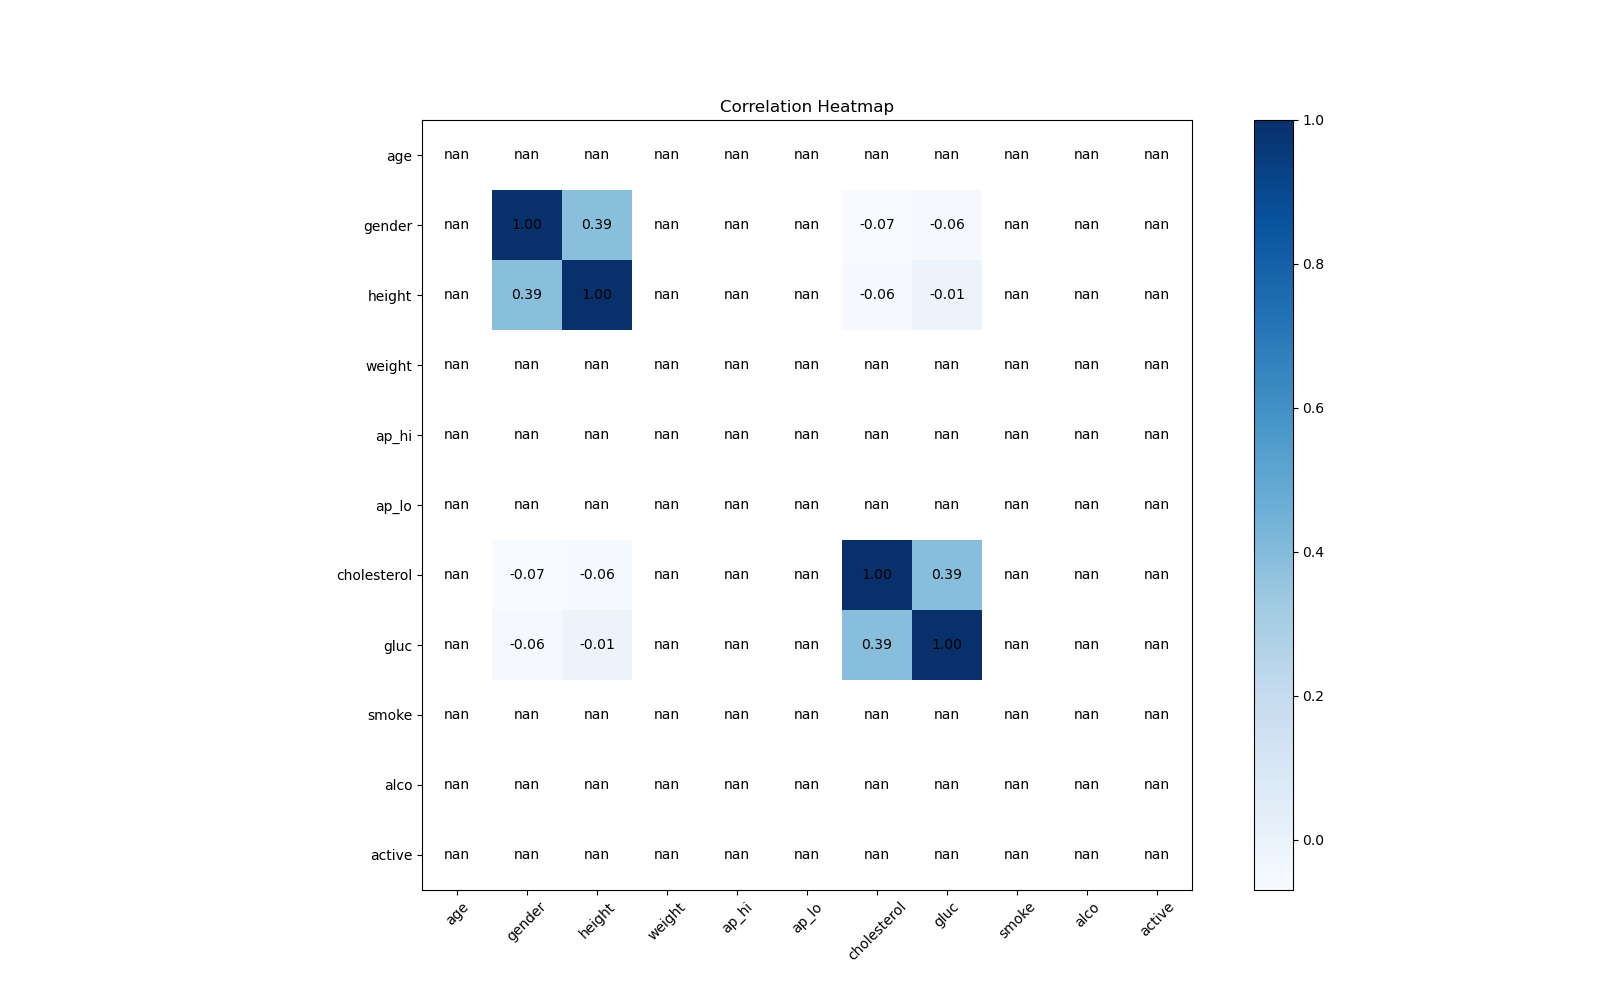 Correlation Heatmap
age nan nan nan nan nan nan nan nan nan nan nan
gender nan 1.00 0.39 nan nan nan -0.07 -0.06 nan nan nan
height nan 0.39 1.00 nan nan nan -0.06 -0.01 nan nan nan
weight nan nan nan nan nan nan nan nan nan nan nan
ap_hi nan nan nan nan nan nan nan nan nan nan nan
ap_lo nan nan nan nan nan nan nan nan nan nan nan
cholesterol nan -0.07 -0.06 nan nan nan 1.00 0.39 nan nan nan
gluc nan -0.06 -0.01 nan nan nan 0.39 1.00 nan nan nan
smoke nan nan nan nan nan nan nan nan nan nan nan
alco nan nan nan nan nan nan nan nan nan nan nan
active nan nan nan nan nan nan nan nan nan nan nan
age gender height weight ap_hi ap_lo cholesterol gluc smoke alco active
1.0
0.8
0.6
0.4
0.2
0.0